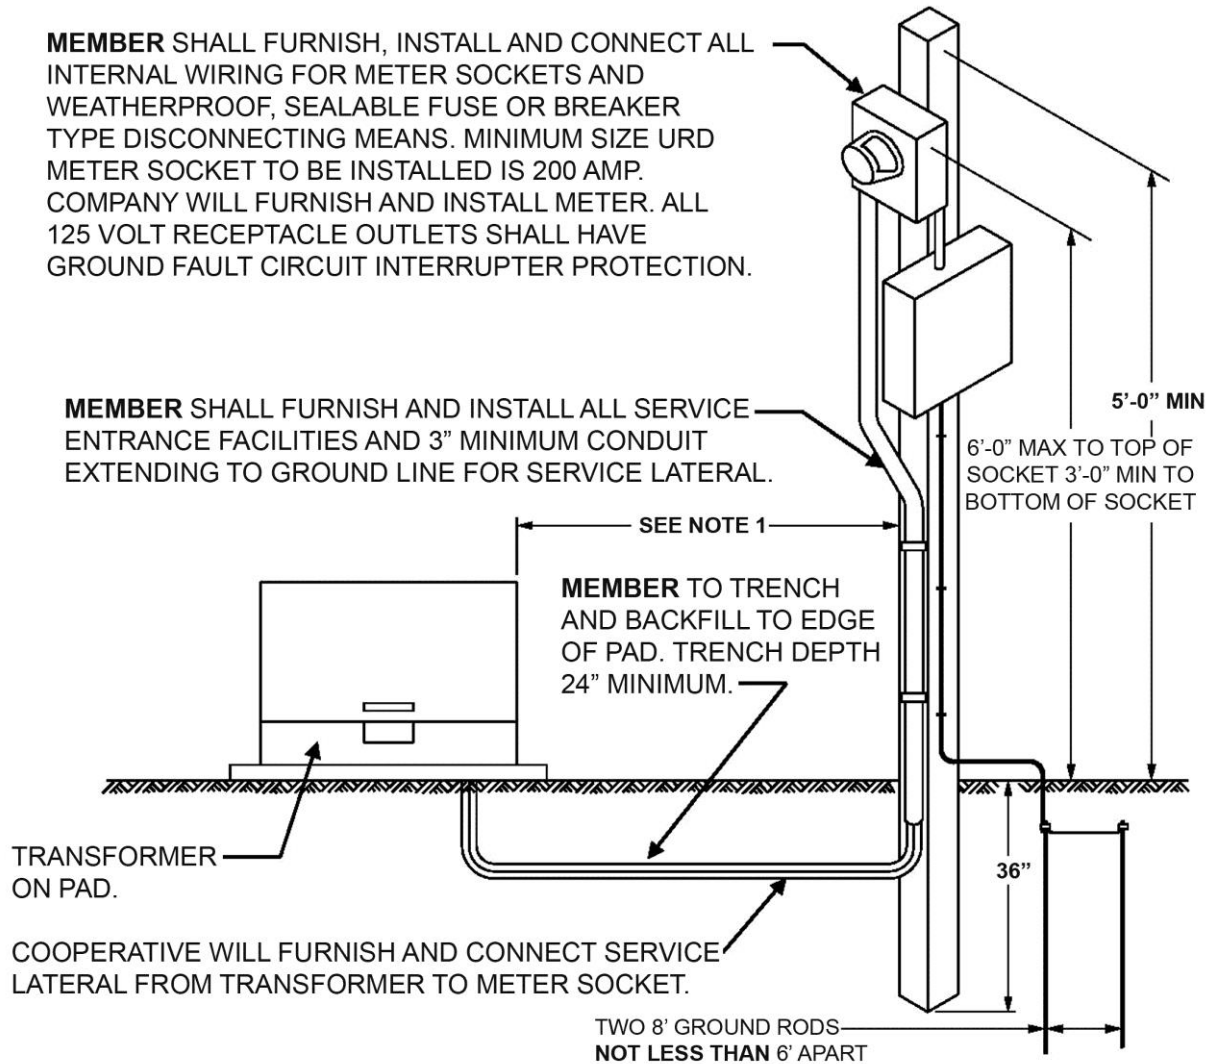 MEMBER SHALL FURNISH, INSTALL AND CONNECT ALL
INTERNAL WIRING FOR METER SOCKETS AND
WEATHERPROOF, SEALABLE FUSE OR BREAKER
TYPE DISCONNECTING MEANS. MINIMUM SIZE URD
METER SOCKET TO BE INSTALLED IS 200 AMP.
COMPANY WILL FURNISH AND INSTALL METER. ALL
125 VOLT RECEPTACLE OUTLETS SHALL HAVE
GROUND FAULT CIRCUIT INTERRUPTER PROTECTION.
MEMBER SHALL FURNISH AND INSTALL ALL SERVICE
ENTRANCE FACILITIES AND 3” MINIMUM CONDUIT
EXTENDING TO GROUND LINE FOR SERVICE LATERAL.
5’-0” MIN
6’-0” MAX TO TOP OF
SOCKET 3’-0” MIN TO
BOTTOM OF SOCKET
SEE NOTE 1
MEMBER TO TRENCH
AND BACKFILL TO EDGE
OF PAD. TRENCH DEPTH
24” MINIMUM.
TRANSFORMER
ON PAD.
36”
COOPERATIVE WILL FURNISH AND CONNECT SERVICE
LATERAL FROM TRANSFORMER TO METER SOCKET.
TWO 8’ GROUND RODS
NOT LESS THAN 6’ APART